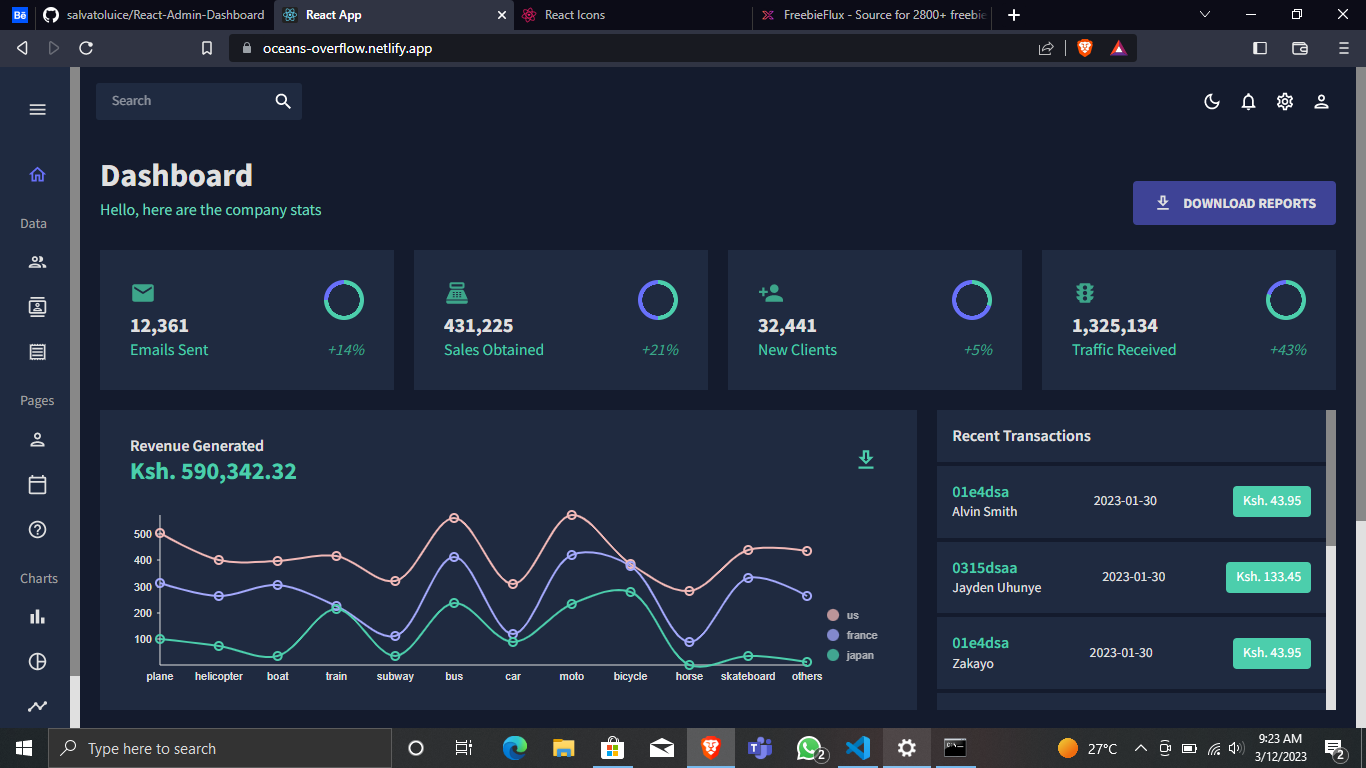 Bē
salvatoluice/React-Admin-Dashboard
React App
React Icons
FreebieFlux - Source for 2800+ freebie
oceans-overflow.netlify.app
Search
Dashboard
Hello, here are the company stats
DOWNLOAD REPORTS
Data
Pages
Charts
12,361
Emails Sent
+14%
431,225
Sales Obtained
+21%
32,441
New Clients
+5%
1,325,134
Traffic Received
+43%
Revenue Generated
Ksh. 590,342.32
500
400
300
200
100
plane helicopter boat train subway bus car moto bicycle horse skateboard others
us
france
japan
Recent Transactions
01e4dsa
Alvin Smith
2023-01-30
Ksh. 43.95
0315dsaa
Jayden Uhunye
2023-01-30
Ksh. 133.45
01e4dsa
Zakayo
2023-01-30
Ksh. 43.95
Type here to search
2
27°C
9:23 AM
3/12/2023
2